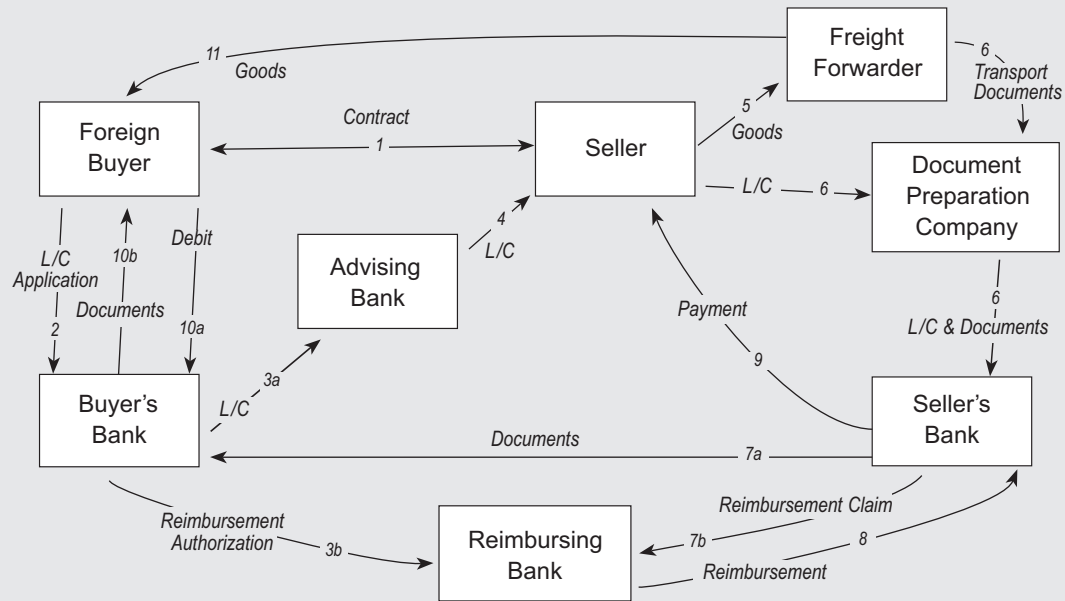 Freight
Forwarder
11
Goods
6
Transport
Documents
Foreign
Buyer
Contract
1
Seller
5
Goods
L/C
6
Document
Preparation
Company
4
L/C
Advising
Bank
L/C
Application
2
10b
Documents
Debit
10a
Payment
9
6
L/C & Documents
3a
L/C
Buyer's
Bank
Seller's
Bank
Documents
7a
Reimbursement
Authorization
3b
Reimbursing
Bank
Reimbursement Claim
7b
8
Reimbursement